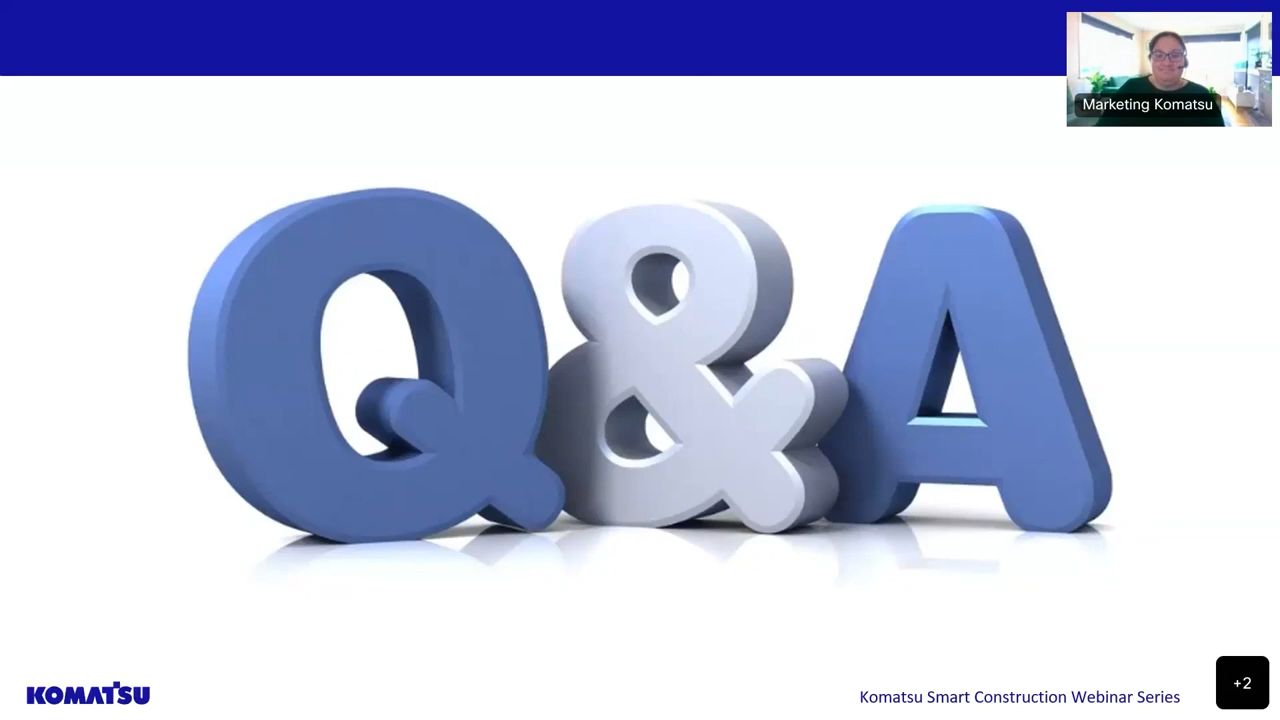 Marketing Komatsu
Q&A
KOMATSU
Komatsu Smart Construction Webinar Series
+2